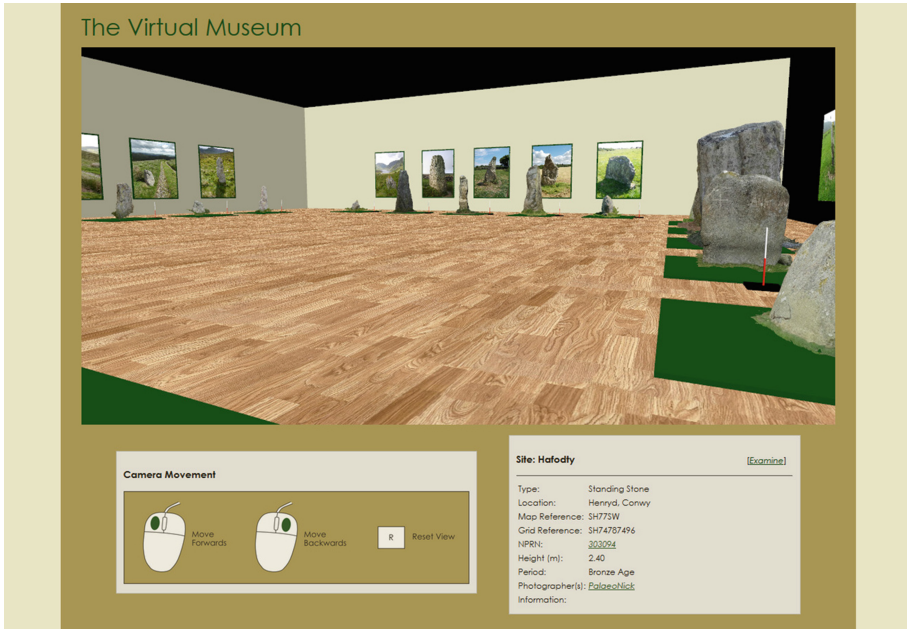 The Virtual Museum
Camera Movement
Move
Forwards
Move
Backwards
R
Reset View
Site: Hafodty
[Examine]
Type: Standing Stone
Location: Henryd, Conwy
Map Reference: SH77SW
Grid Reference: SH74787496
NPRN: 303094
Height (m): 2.40
Period: Bronze Age
Photographer(s): PalaeoNick
Information: